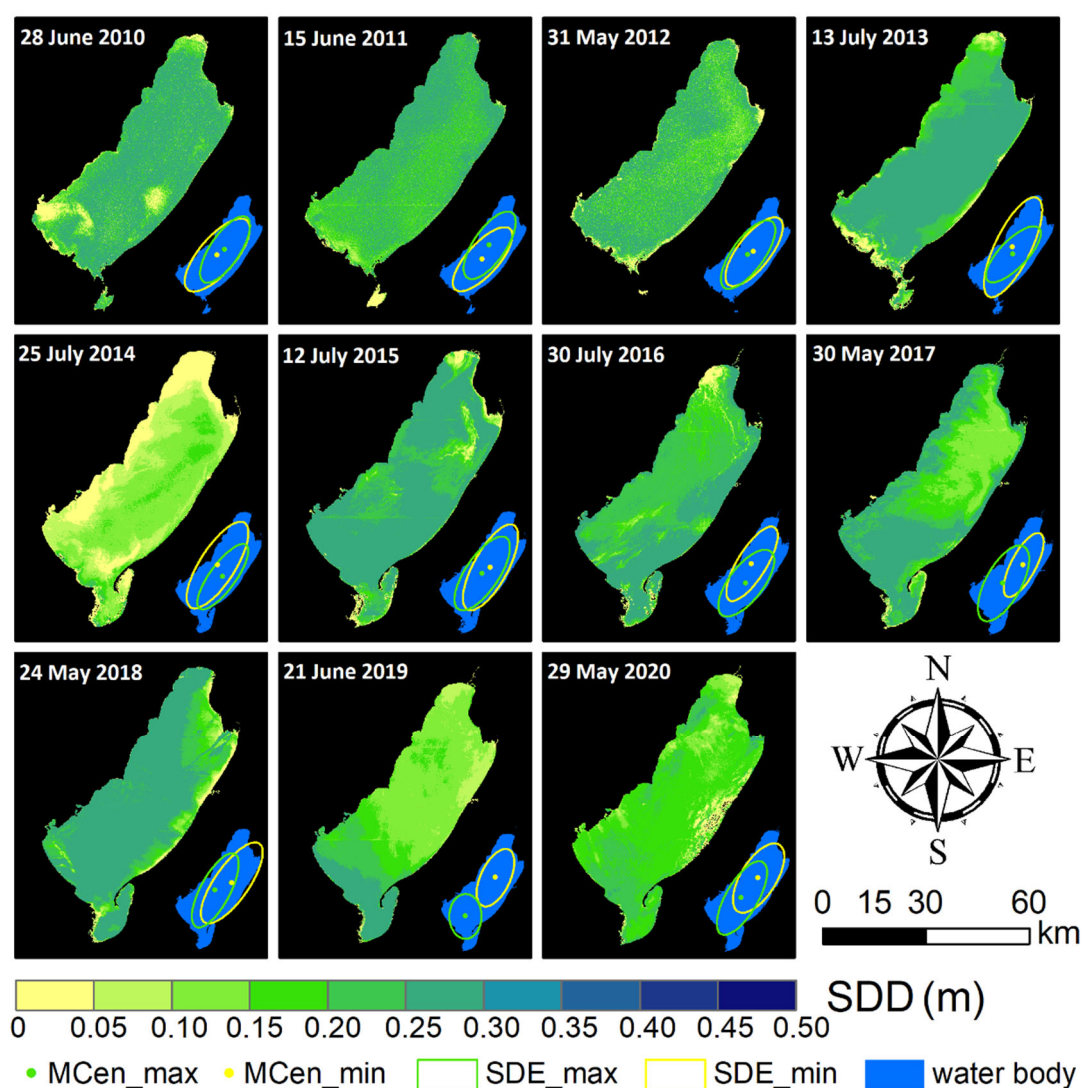 28 June 2010
15 June 2011
31 May 2012
13 July 2013
25 July 2014
12 July 2015
30 July 2016
30 May 2017
24 May 2018
21 June 2019
29 May 2020
N
W E
S
0 15 30 60
km
SDD (m)
0 0.05 0.10 0.15 0.20 0.25 0.30 0.35 0.40 0.45 0.50
MCen_max MCen_min SDE_max SDE_min water body